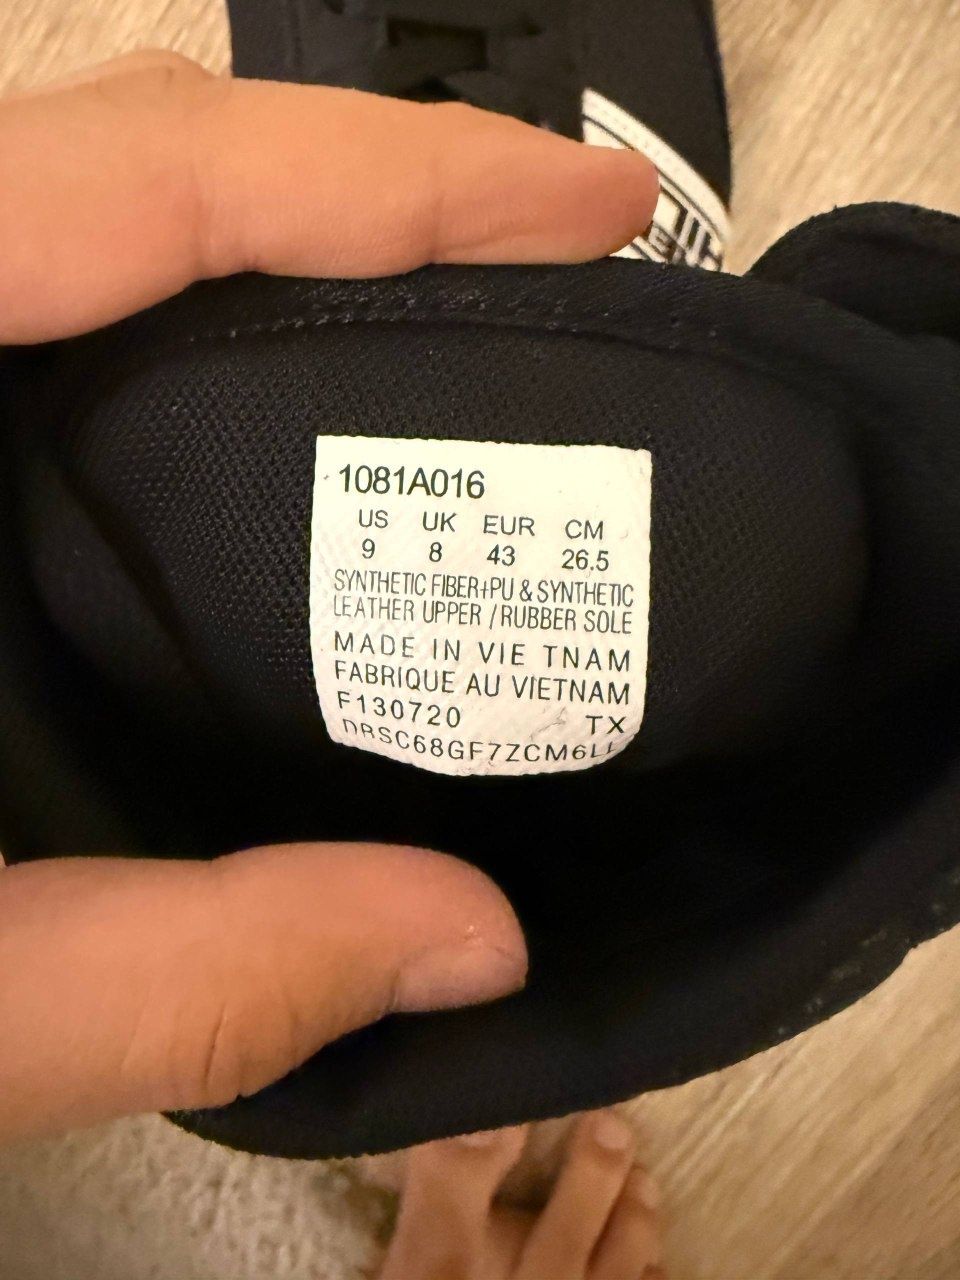 1081A016
US UK EUR CM
9 8 43 26.5
SYNTHETIC FIBER+PU & SYNTHETIC
LEATHER UPPER / RUBBER SOLE
MADE IN VIE TNAM
FABRIQUE AU VIETNAM
F130720 TX